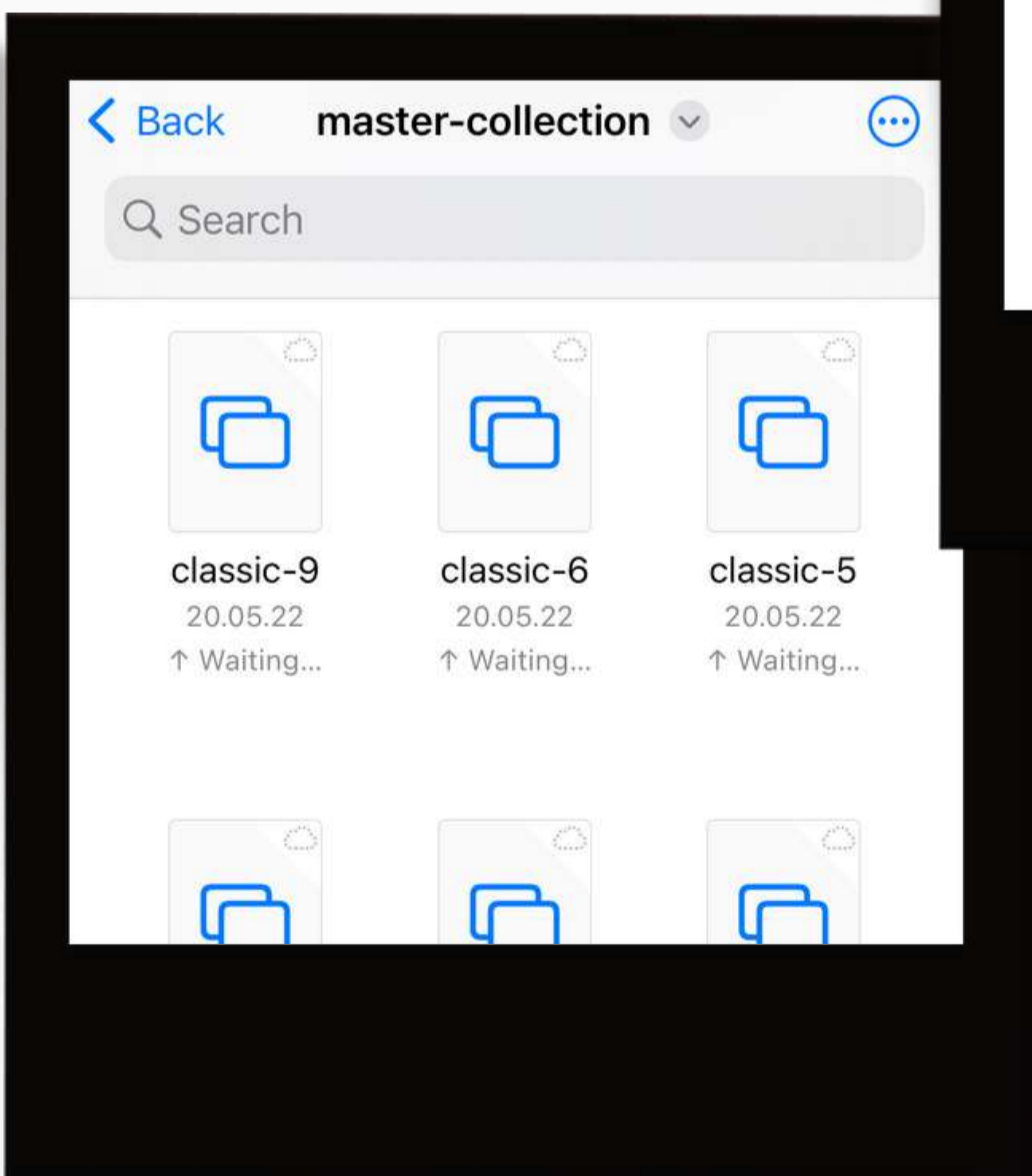 Back master-collection
Search
classic-9 classic-6 classic-5
20.05.22 20.05.22 20.05.22
↑ Waiting... ↑ Waiting... ↑ Waiting...